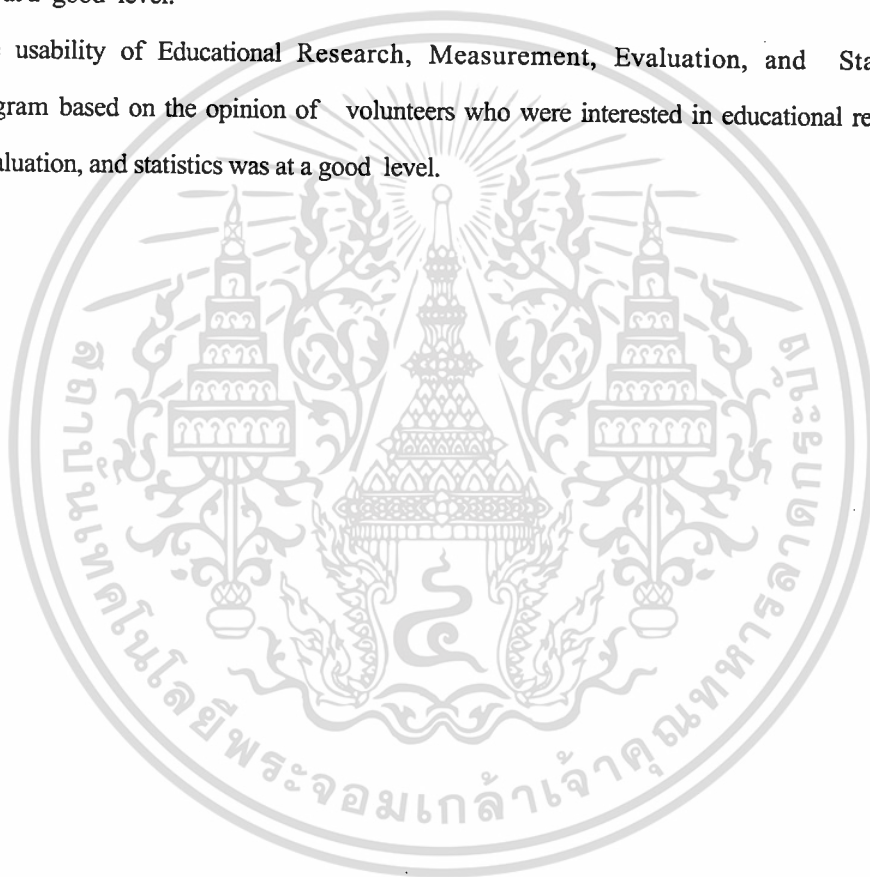 at a good level.
usability of Educational Research, Measurement, Evaluation, and Sta
gram based on the opinion of volunteers who were interested in educational re
luation, and statistics was at a good level.
สถาบันเทคโนโลยีพระจอมเกล้าเจ้าคุณทหารลาดกระบัง